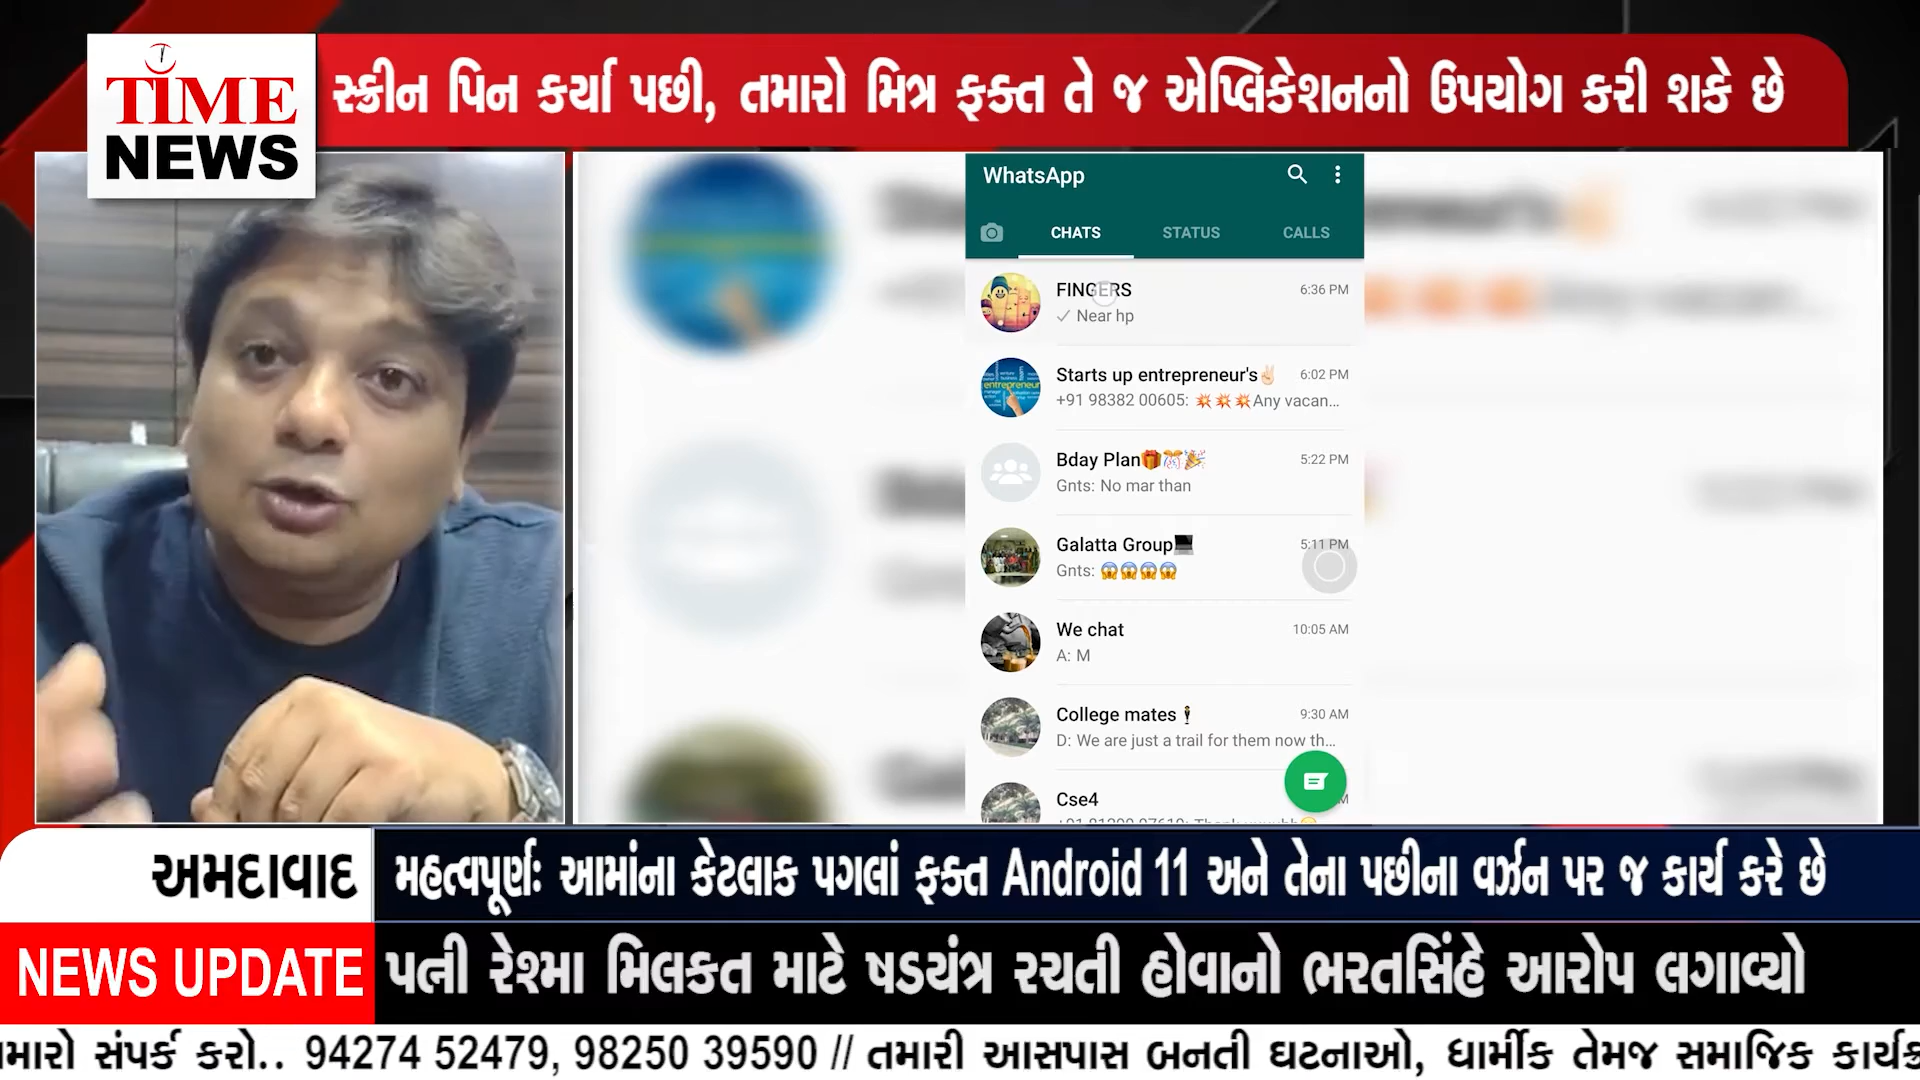 TIME
NEWS
સ્ક્રીન પિન કર્યા પછી, તમારો મિત્ર ફક્ત તે જ એપ્લિકેશનનો ઉપયોગ કરી શકે છે
WhatsApp
CHATS STATUS CALLS
FINGERS 6:36 PM
✓ Near hp
Starts up entrepreneur's✌🏻 6:02 PM
+91 98382 00605: 💥💥💥Any vacan...
Bday Plan🎁🎊🎉 5:22 PM
Gnts: No mar than
Galatta Group💻 5:11 PM
Gnts: 😱😱😱😱
We chat 10:05 AM
A: M
College mates🕴 9:30 AM
D: We are just a trail for them now th...
Cse4
અમદાવાદ
મહત્વપૂર્ણઃ આમાંના કેટલાક પગલાં ફક્ત Android 11 અને તેના પછીના વર્ઝન પર જ કાર્ય કરે છે
NEWS UPDATE
પત્ની રેશ્મા મિલકત માટે ષડયંત્ર રચતી હોવાનો ભરતસિંહે આરોપ લગાવ્યો
મારો સંપર્ક કરો.. 94274 52479, 98250 39590 // તમારી આસપાસ બનતી ઘટનાઓ, ધાર્મીક તેમજ સમાજિક કાર્યક્ર